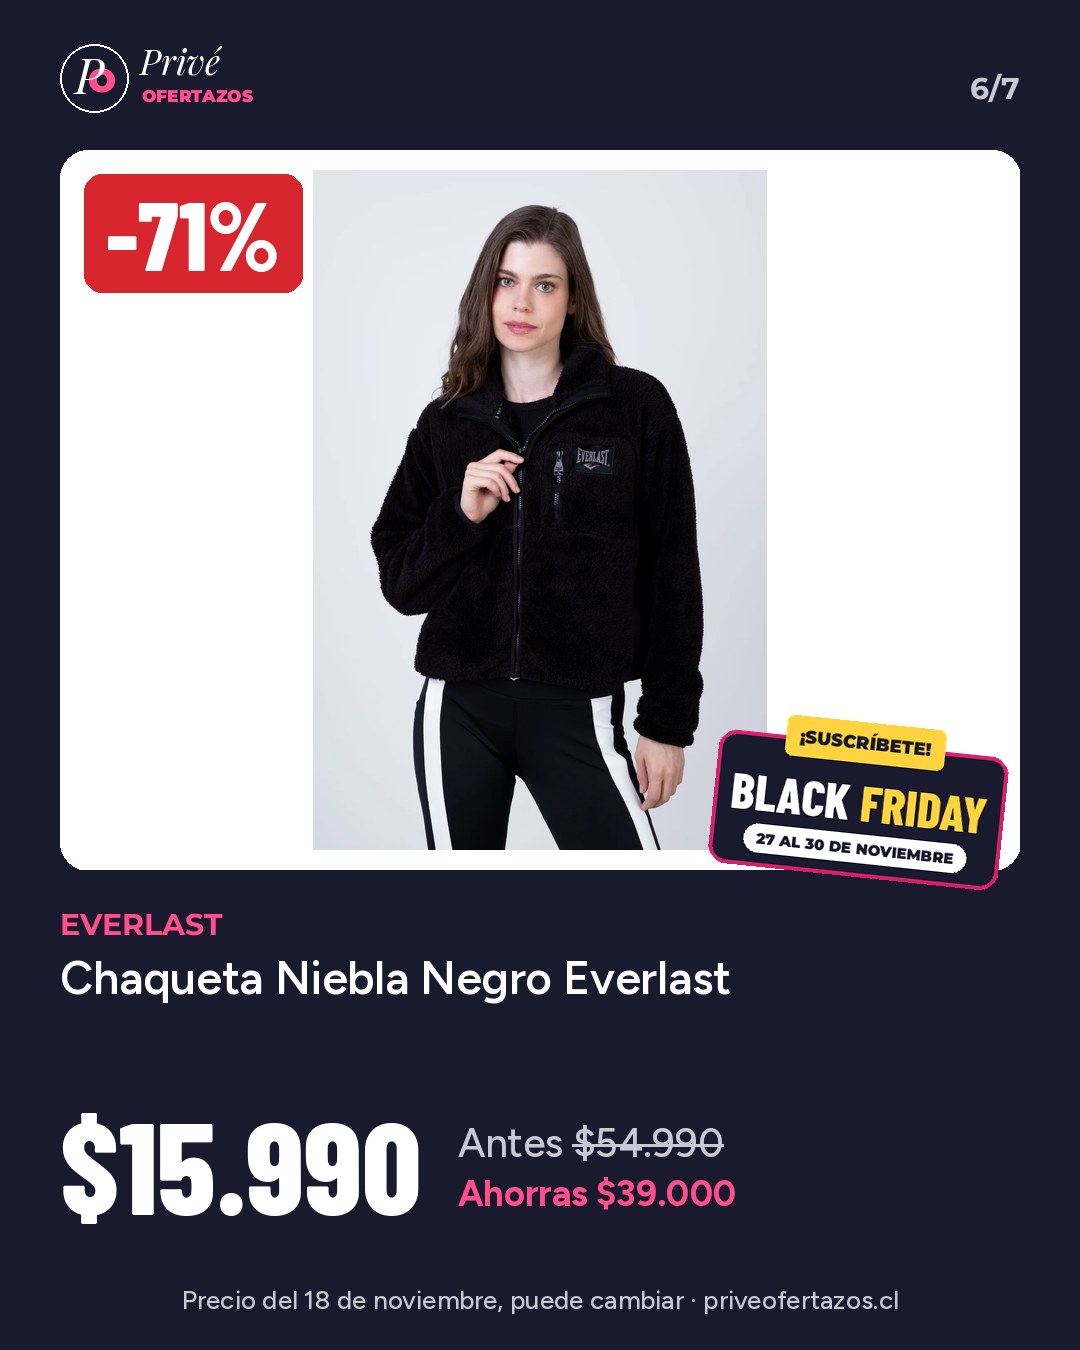 Po
Privé
OFERTAZOS
6/7
-71%
EVERLAST
¡SUSCRÍBETE!
BLACK FRIDAY
27 AL 30 DE NOVIEMBRE
EVERLAST
Chaqueta Niebla Negro Everlast
$15.990
Antes $54.990
Ahorras $39.000
Precio del 18 de noviembre, puede cambiar · priveofertazos.cl